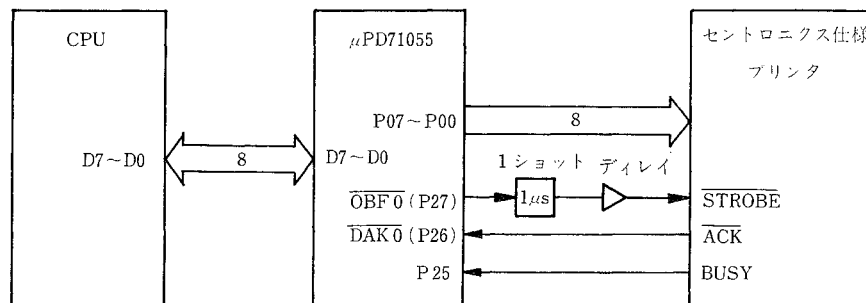 CPU
μPD71055
セントロニクス仕様
プリンタ
P07~P00
8
D7~D0
8
D7~D0
1ショット ディレイ
OBF0(P27)
1μs
STROBE
DAK0(P26)
ACK
P25
BUSY